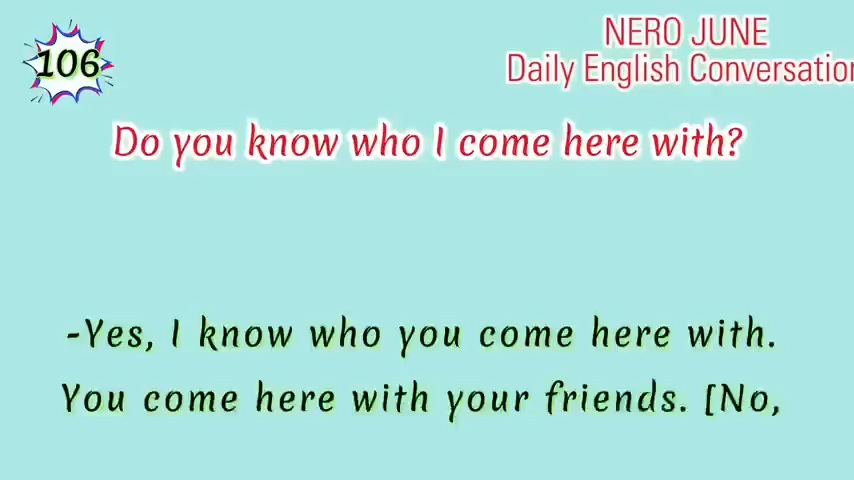 106
NERO JUNE
Daily English Conversation
Do you know who I come here with?
-Yes, I know who you come here with.
You come here with your friends. [No,